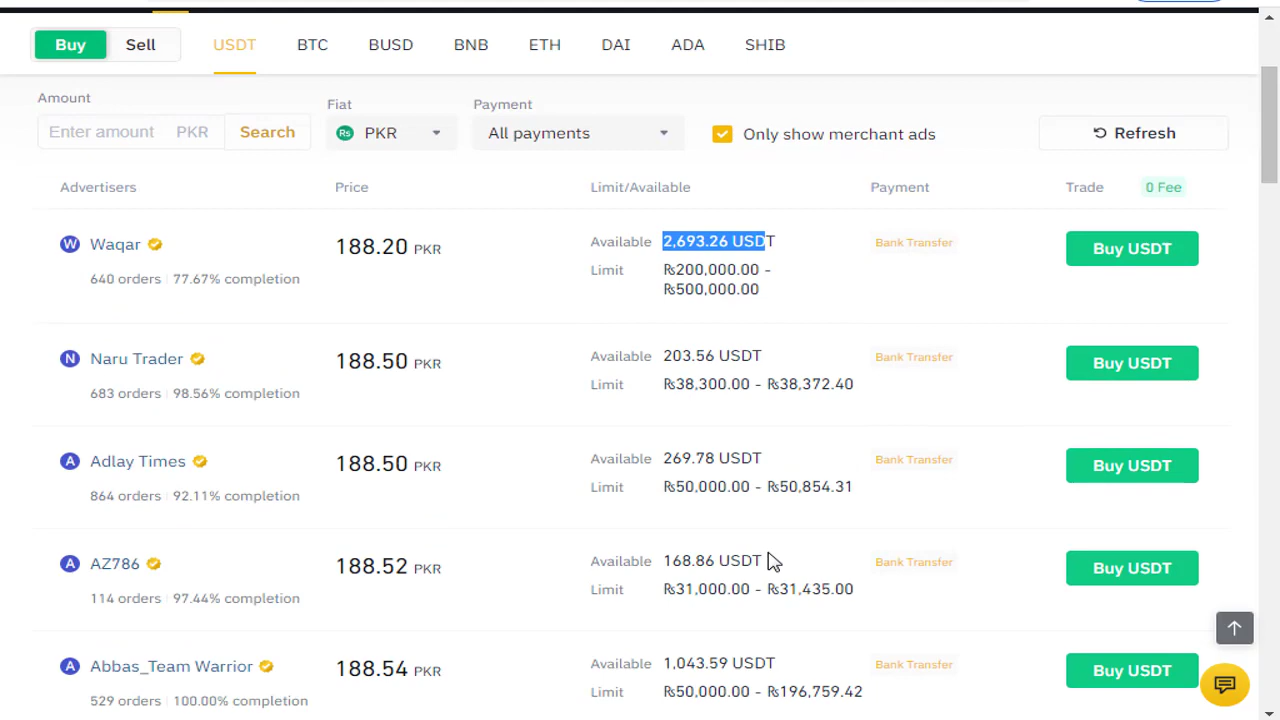 Buy Sell USDT BTC BUSD BNB ETH DAI ADA SHIB
Amount Fiat Payment
Enter amount PKR Search Rs PKR All payments Only show merchant ads Refresh
Advertisers Price Limit/Available Payment Trade 0 Fee
W Waqar 188.20 PKR Available 2,693.26 USDT Bank Transfer Buy USDT
640 orders 77.67% completion Limit ₨200,000.00 -
₨500,000.00
N Naru Trader 188.50 PKR Available 203.56 USDT Bank Transfer Buy USDT
683 orders 98.56% completion Limit ₨38,300.00 - ₨38,372.40
A Adlay Times 188.50 PKR Available 269.78 USDT Bank Transfer Buy USDT
864 orders 92.11% completion Limit ₨50,000.00 - ₨50,854.31
A AZ786 188.52 PKR Available 168.86 USDT Bank Transfer Buy USDT
114 orders 97.44% completion Limit ₨31,000.00 - ₨31,435.00
A Abbas_Team Warrior 188.54 PKR Available 1,043.59 USDT Bank Transfer Buy USDT
529 orders 100.00% completion Limit ₨50,000.00 - ₨196,759.42